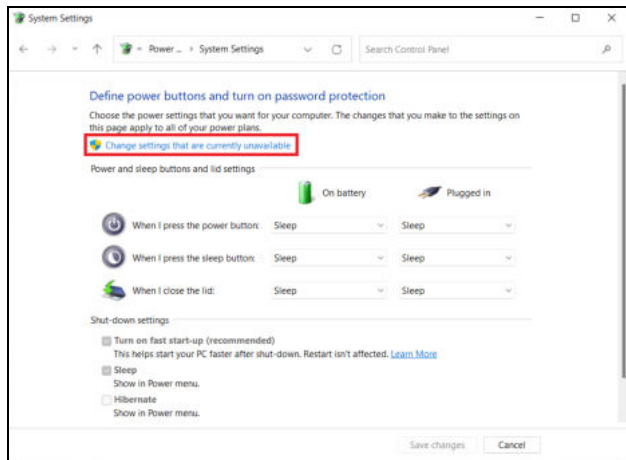 System Settings
« Power ... › System Settings
Search Control Panel
Define power buttons and turn on password protection
Choose the power settings that you want for your computer. The changes that you make to the settings on
this page apply to all of your power plans.
Change settings that are currently unavailable
Power and sleep buttons and lid settings
On battery Plugged in
When I press the power button: Sleep Sleep
When I press the sleep button: Sleep Sleep
When I close the lid: Sleep Sleep
Shut-down settings
Turn on fast start-up (recommended)
This helps start your PC faster after shut-down. Restart isn't affected. Learn More
Sleep
Show in Power menu.
Hibernate
Show in Power menu.
Save changes Cancel